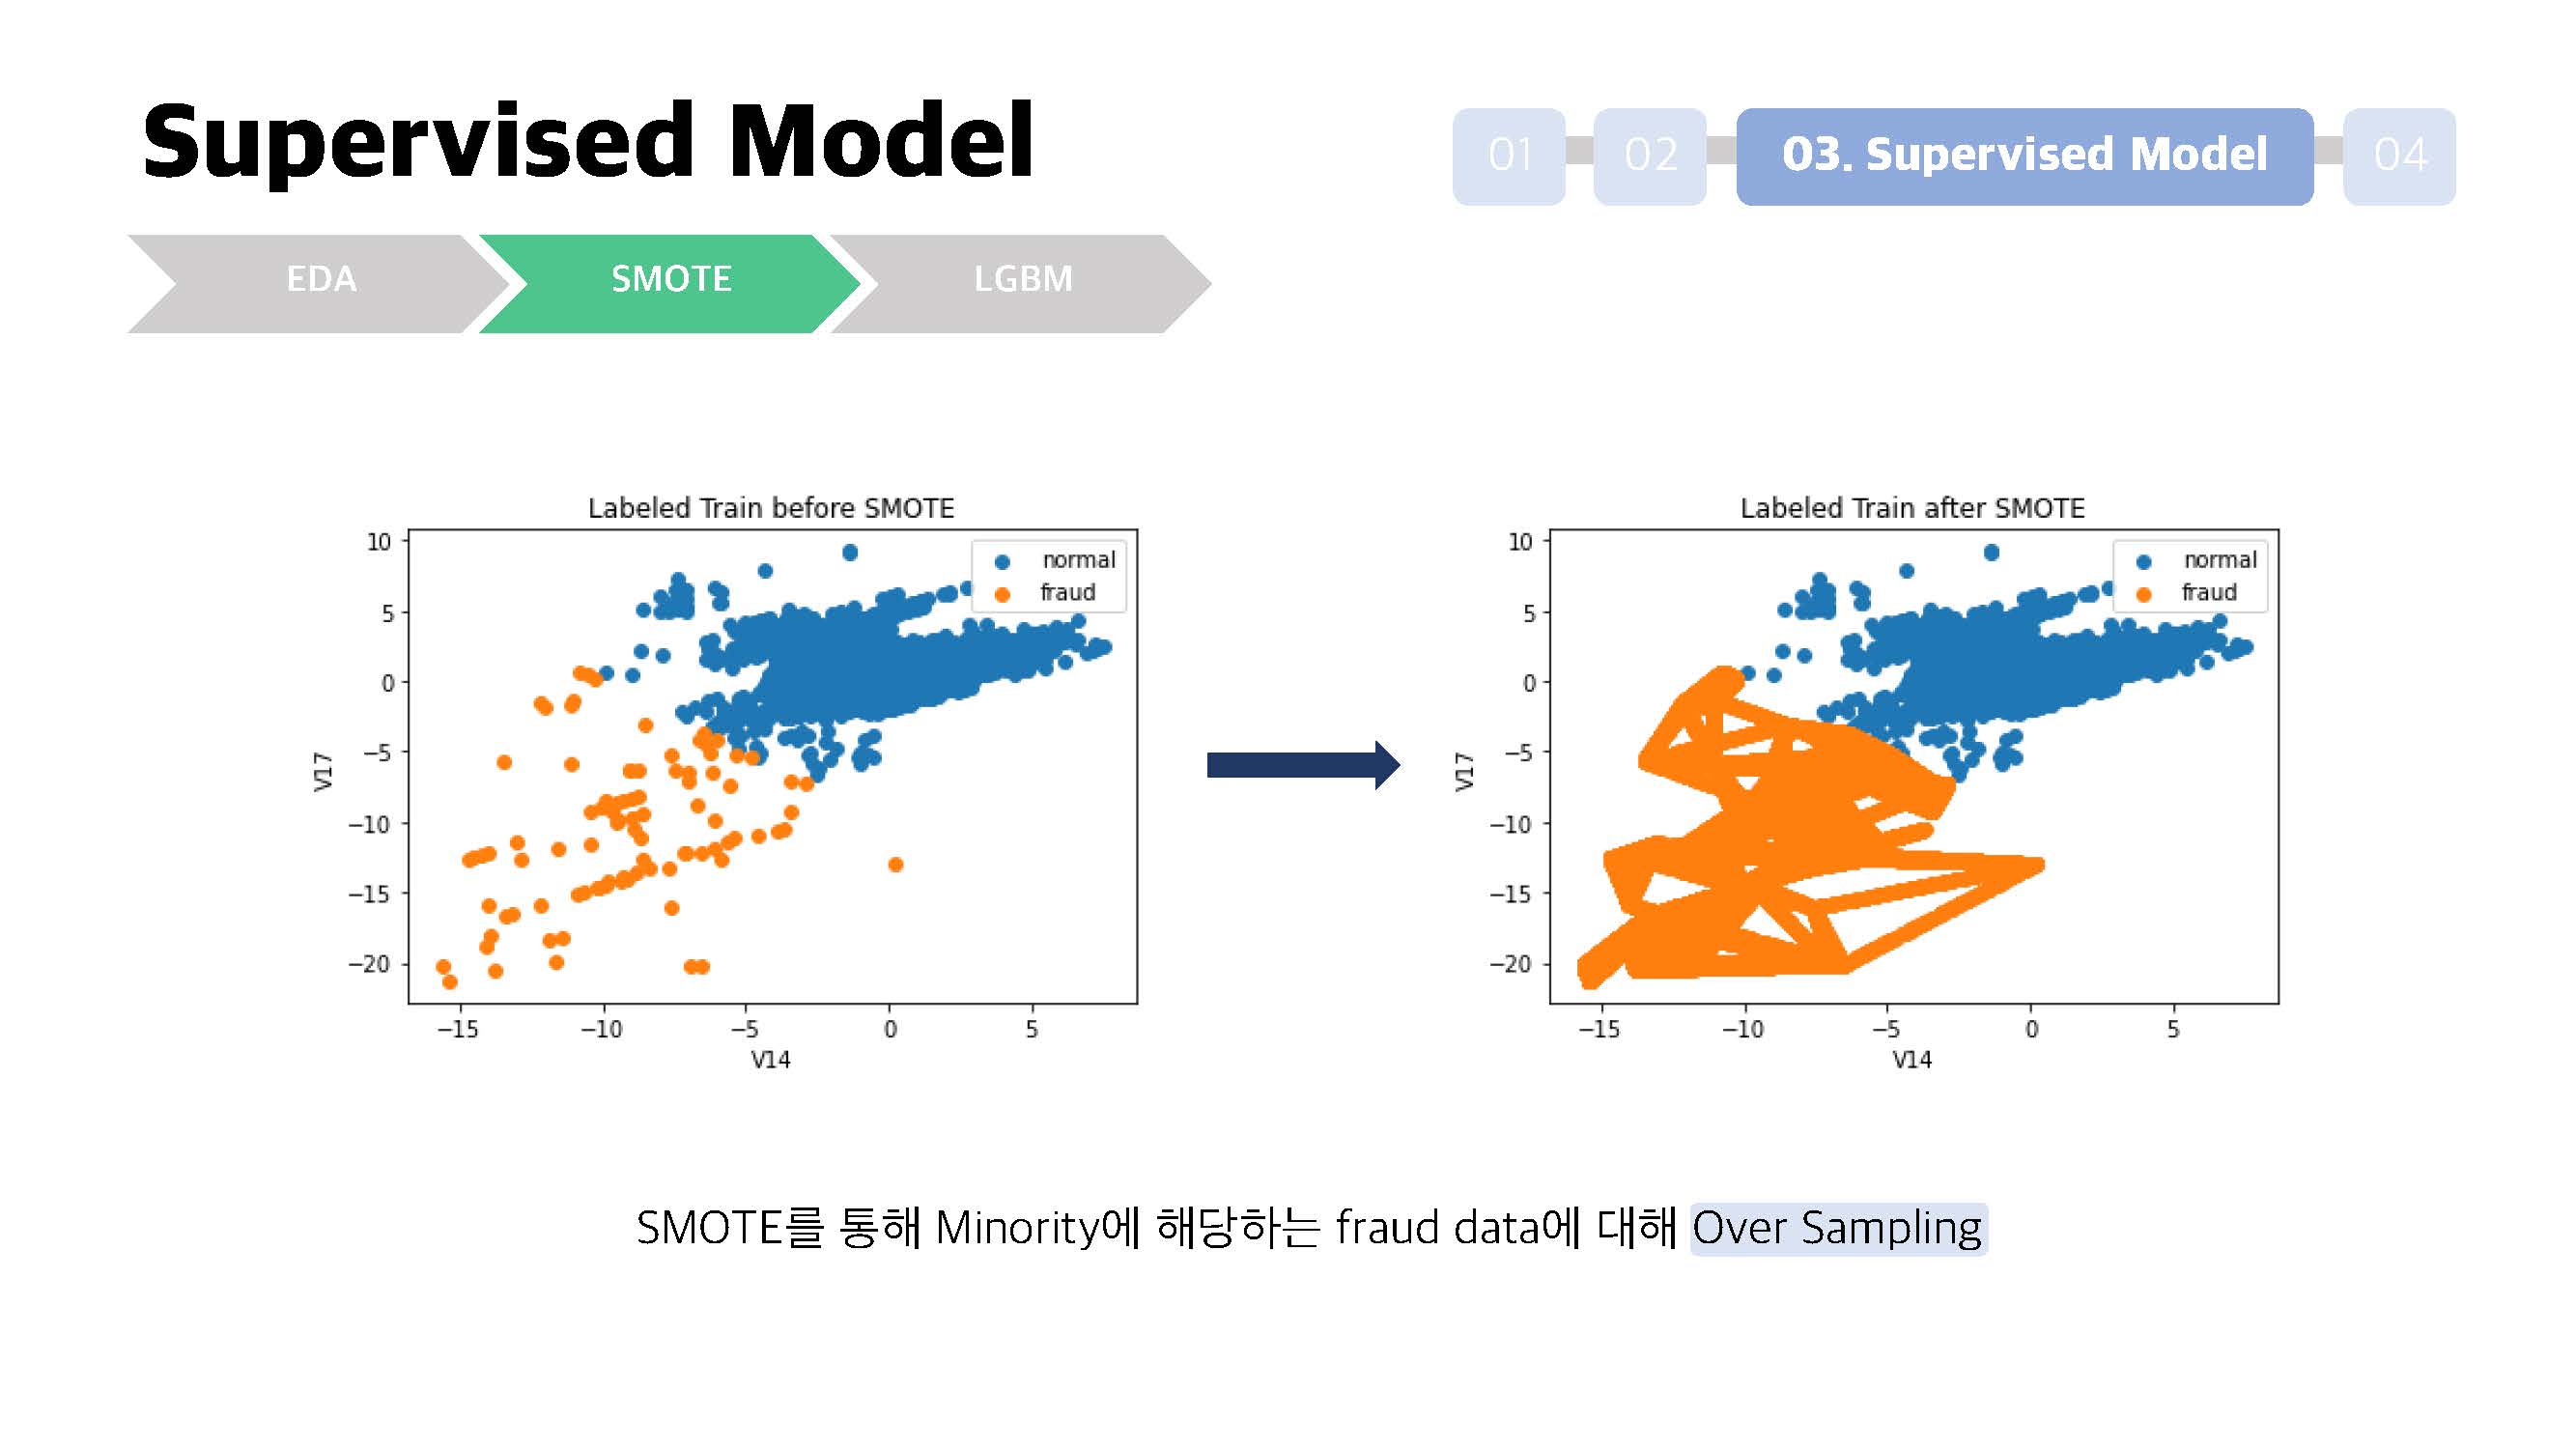 Supervised Model
01
02
03. Supervised Model
04
EDA
SMOTE
LGBM
Labeled Train before SMOTE
normal
fraud
10
5
0
−5
−10
−15
−20
V17
−15
−10
−5
0
5
V14
Labeled Train after SMOTE
normal
fraud
10
5
0
−5
−10
−15
−20
V17
−15
−10
−5
0
5
V14
SMOTE를 통해 Minority에 해당하는 fraud data에 대해 Over Sampling